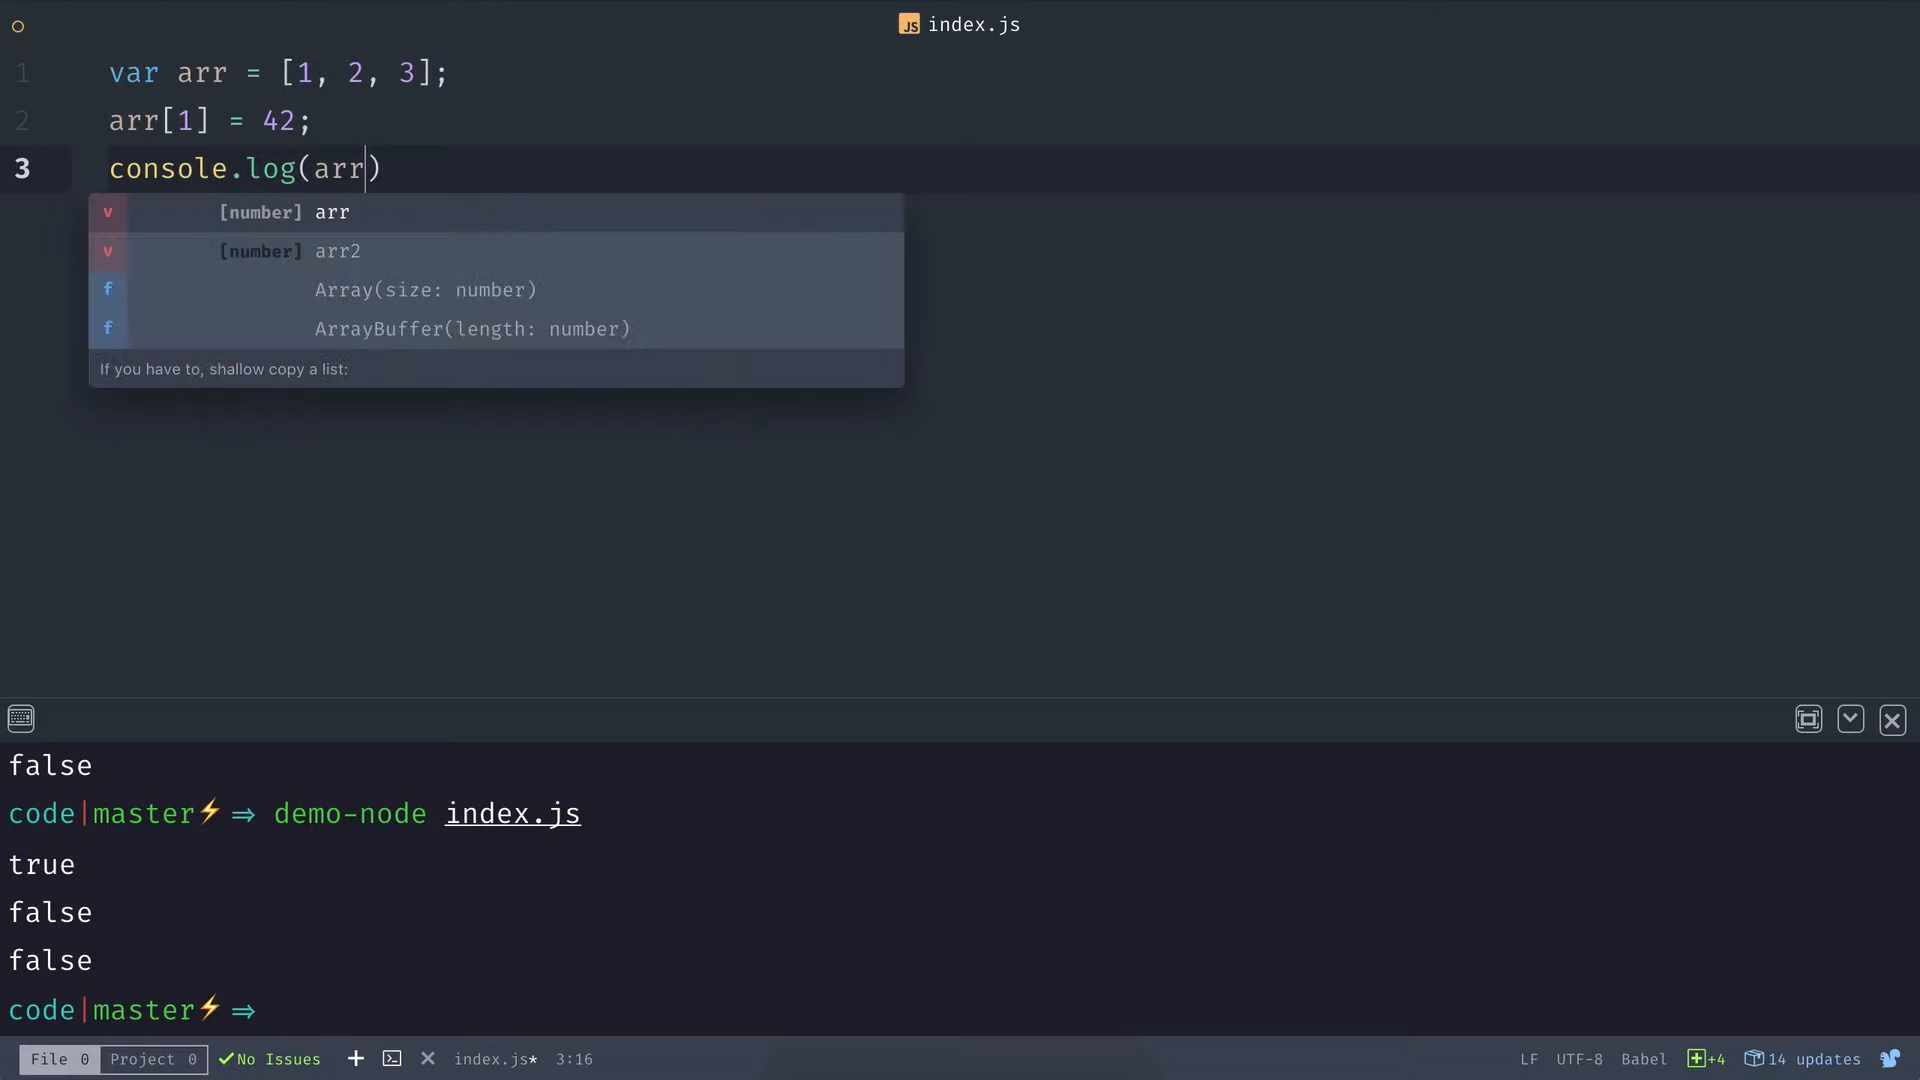 JS index.js
1 var arr = [1, 2, 3];
2 arr[1] = 42;
3 console.log(arr)
v [number] arr
v [number] arr2
f Array(size: number)
f ArrayBuffer(length: number)
If you have to, shallow copy a list:
false
code|master⚡ ⇒ demo-node index.js
true
false
false
code|master⚡ ⇒
File 0 Project 0 No Issues index.js* 3:16 LF UTF-8 Babel +4 14 updates